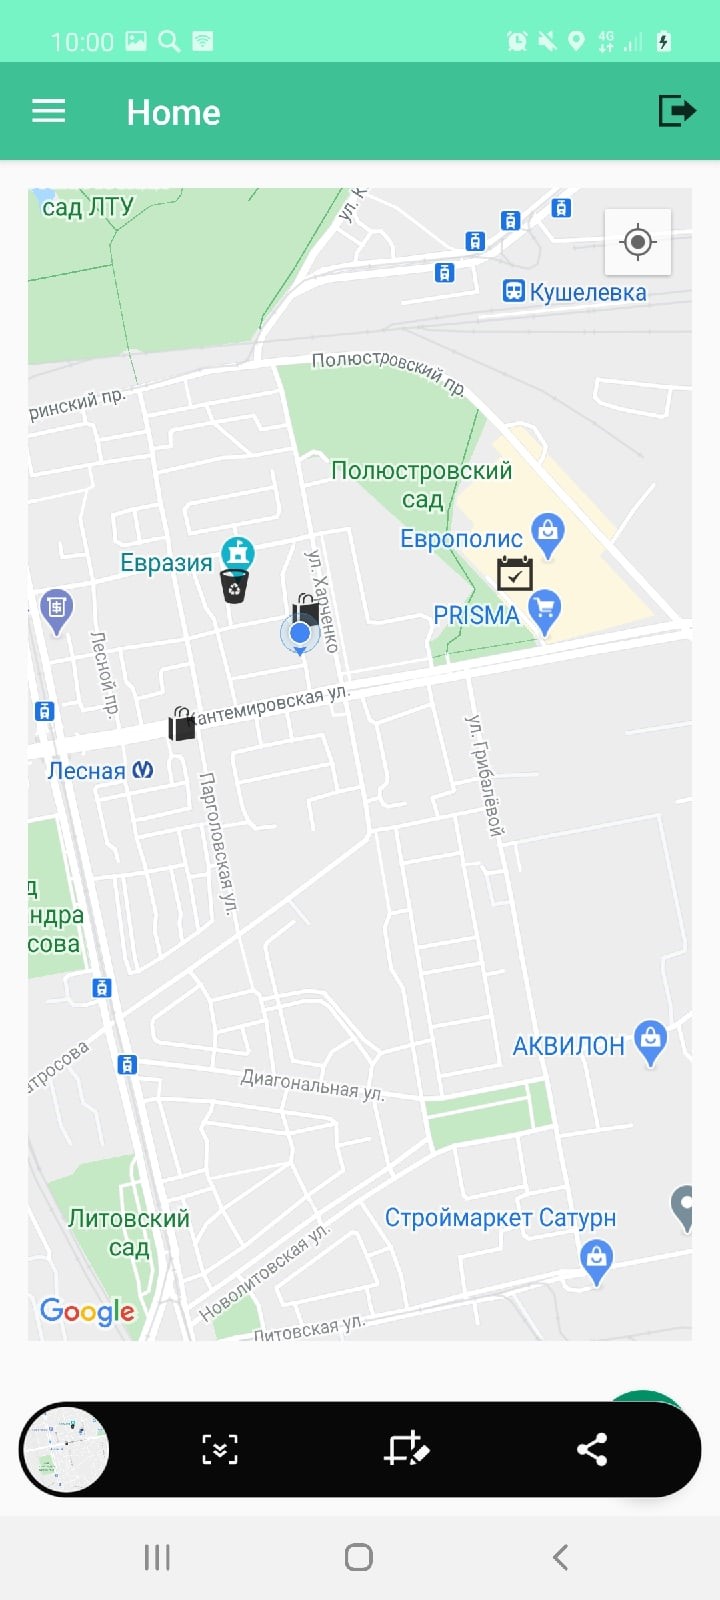 10:00
4G
Home
сад ЛТУ
ул. К
Кушелевка
Полюстровский пр.
ринский пр.
Полюстровский
сад
Европолис
Евразия
ул. Харченко
PRISMA
Лесной пр.
Кантемировская ул.
ул. Грибалёвой
Лесная
Парголовская ул.
д
ндра
сова
АКВИЛОН
атросова
Диагональная ул.
Литовский
сад
Строймаркет Сатурн
Новолитовская ул.
Google
Литовская ул.